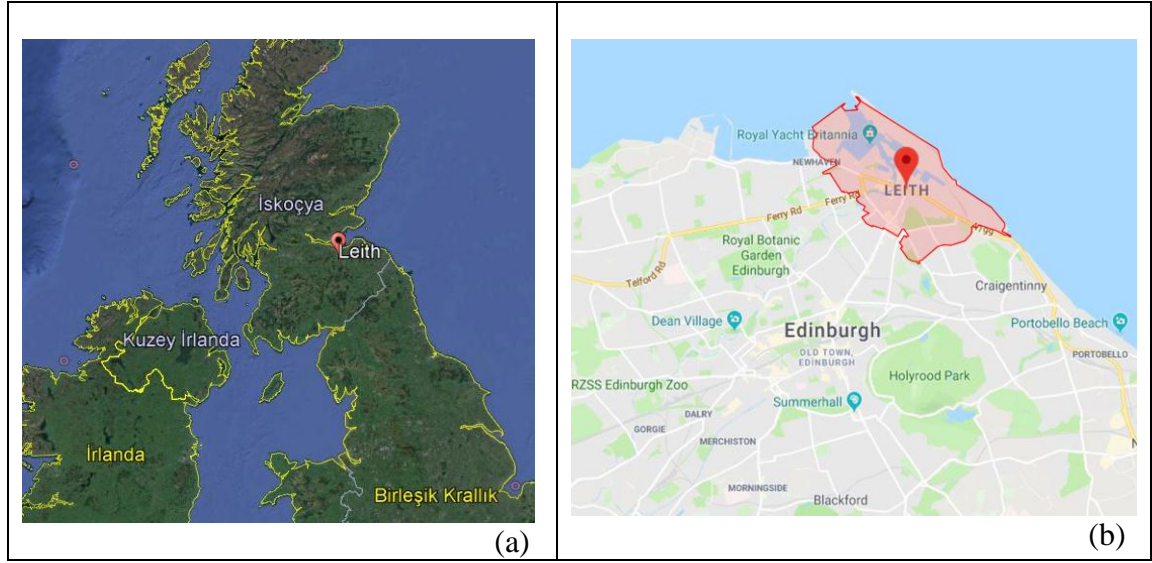 İskoçya
Leith
Kuzey İrlanda
İrlanda
Birleşik Krallık
(a)
Royal Yacht Britannia
NEWHAVEN
LEITH
Ferry Rd
Ferry Rd
Royal Botanic
Garden
Edinburgh
Telford Rd
Craigentinny
Dean Village
Edinburgh
Portobello Beach
OLD TOWN,
EDINBURGH
PORTOBELLO
RZSS Edinburgh Zoo
Holyrood Park
Summerhall
DALRY
GORGIE
MERCHISTON
MORNINGSIDE
Blackford
(b)